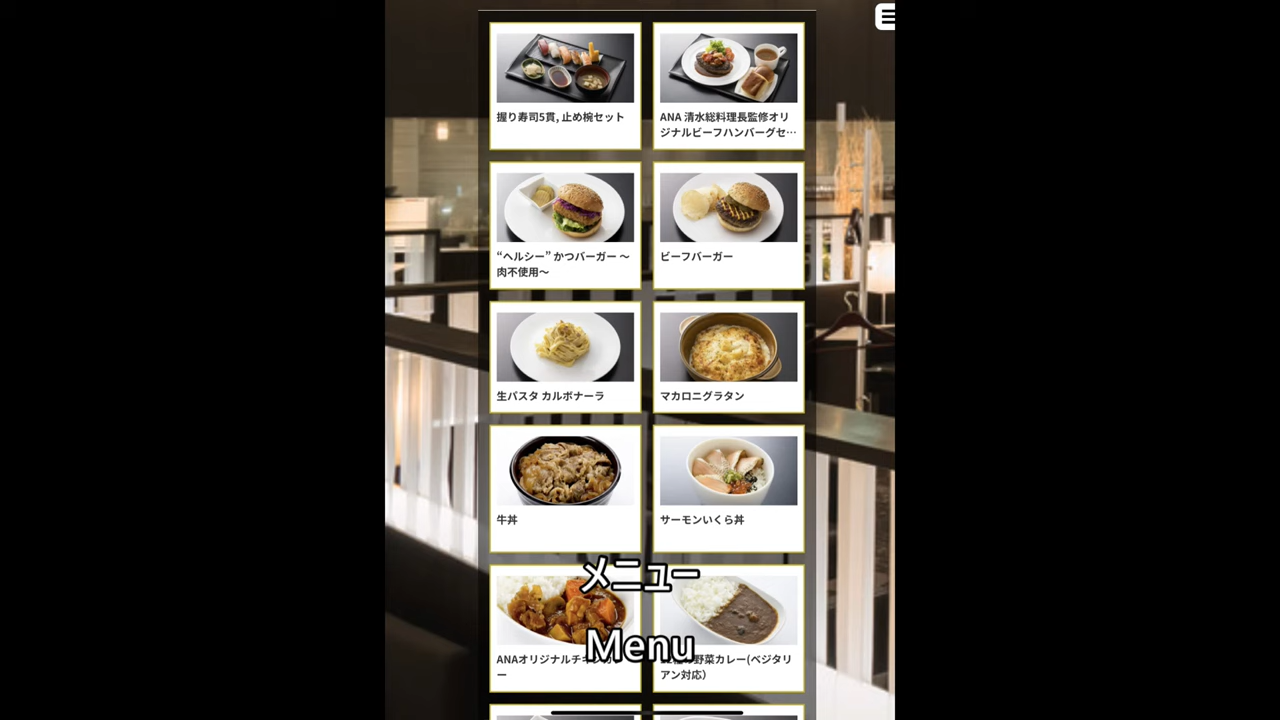 握り寿司5貫, 止め椀セット
ANA 清水総料理長監修オリ
ジナルビーフハンバーグセ…
“ヘルシー” かつバーガー ～
肉不使用～
ビーフバーガー
生パスタ カルボナーラ
マカロニグラタン
牛丼
サーモンいくら丼
メニュー
Menu
ANAオリジナルチキンカレ
ー
野菜カレー(ベジタリ
アン対応）